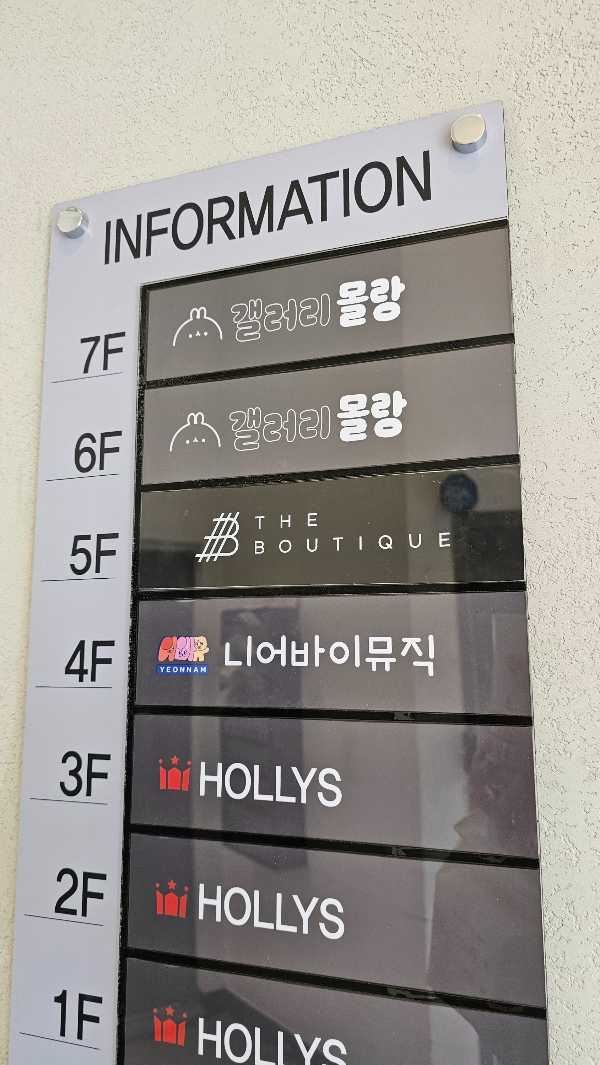 INFORMATION
7F 갤러리몰랑
6F 갤러리몰랑
5F THE
BOUTIQUE
4F YEONNAM 니어바이뮤직
3F HOLLYS
2F HOLLYS
1F HOLLYS